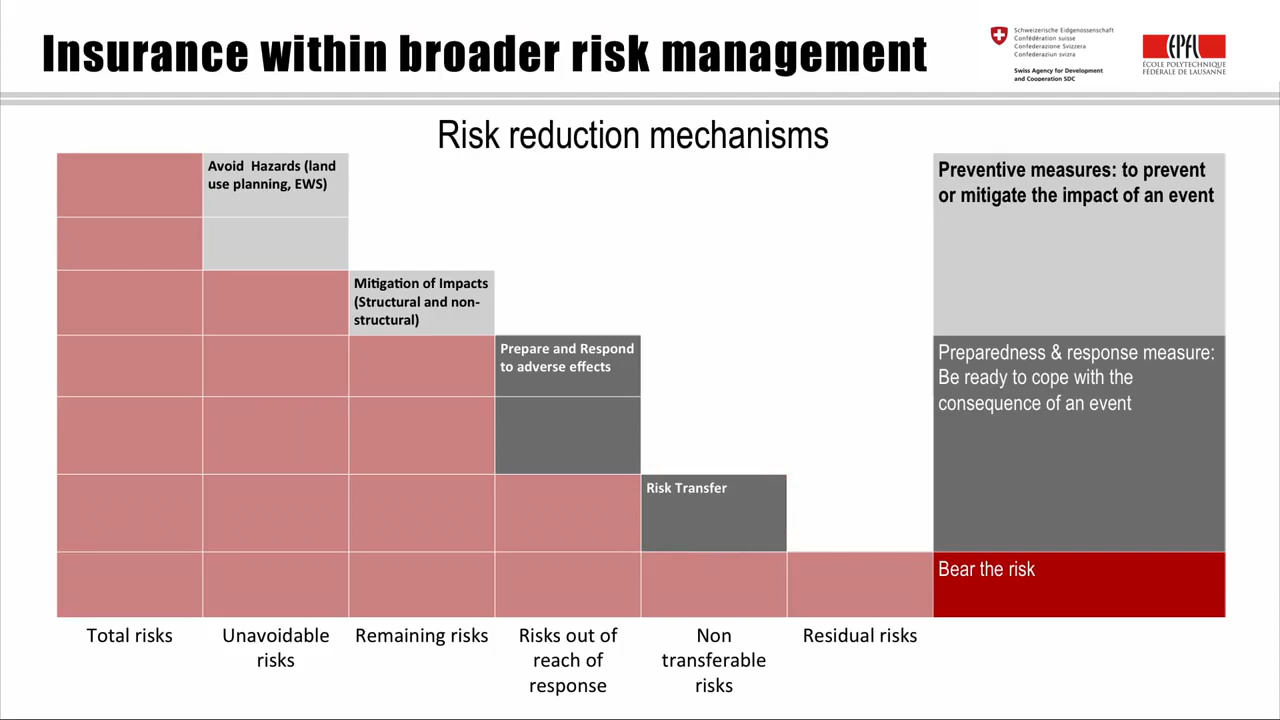 Insurance within broader risk management
Schweizerische Eidgenossenschaft
Confédération suisse
Confederazione Svizzera
Confederaziun svizra
Swiss Agency for Development
and Cooperation SDC
EPFL
ÉCOLE POLYTECHNIQUE
FÉDÉRALE DE LAUSANNE
Risk reduction mechanisms
Avoid Hazards (land
use planning, EWS)
Mitigation of Impacts
(Structural and non-
structural)
Prepare and Respond
to adverse effects
Risk Transfer
Preventive measures: to prevent
or mitigate the impact of an event
Preparedness & response measure:
Be ready to cope with the
consequence of an event
Bear the risk
Total risks
Unavoidable
risks
Remaining risks
Risks out of
reach of
response
Non
transferable
risks
Residual risks